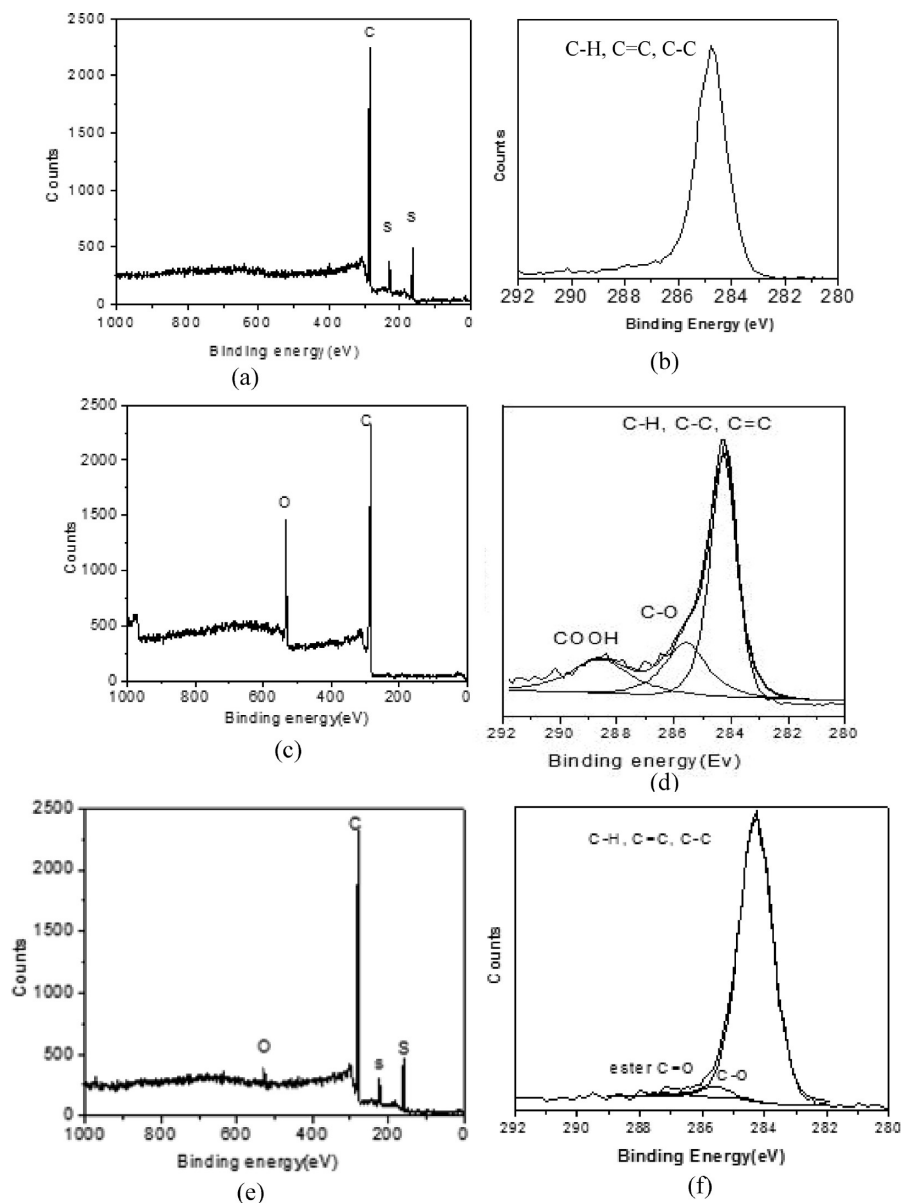 C
S
S
2500
2000
1500
1000
500
0
Counts
1000 800 600 400 200 0
Binding energy (eV)
(a)
C-H, C=C, C-C
Counts
292 290 288 286 284 282 280
Binding Energy (eV)
(b)
C
O
2500
2000
1500
1000
500
0
Counts
1000 800 600 400 200 0
Binding energy(eV)
(c)
C-H, C-C, C=C
C-O
COOH
292 290 288 286 284 282 280
Binding energy(Ev)
(d)
C
O
s
S
2500
2000
1500
1000
500
0
Counts
1000 800 600 400 200 0
Binding energy(eV)
(e)
C-H, C=C, C-C
ester C=O
C-O
Counts
292 290 288 286 284 282 280
Binding Energy(eV)
(f)